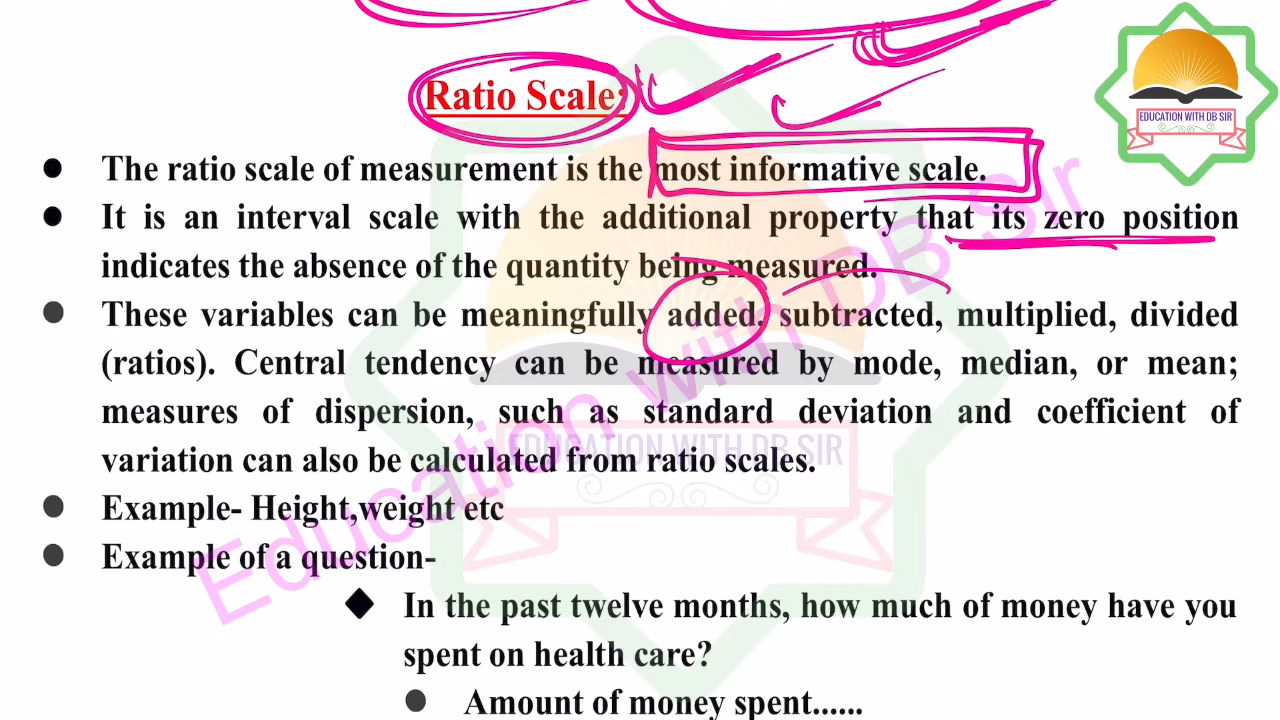 EDUCATION WITH DB SIR
Ratio Scale:
● The ratio scale of measurement is the most informative scale.
● It is an interval scale with the additional property that its zero position
indicates the absence of the quantity being measured.
● These variables can be meaningfully added, subtracted, multiplied, divided
(ratios). Central tendency can be measured by mode, median, or mean;
measures of dispersion, such as standard deviation and coefficient of
variation can also be calculated from ratio scales.
● Example- Height,weight etc
● Example of a question-
◆ In the past twelve months, how much of money have you
spent on health care?
● Amount of money spent......
Education with DB Sir
EDUCATION WITH DB SIR